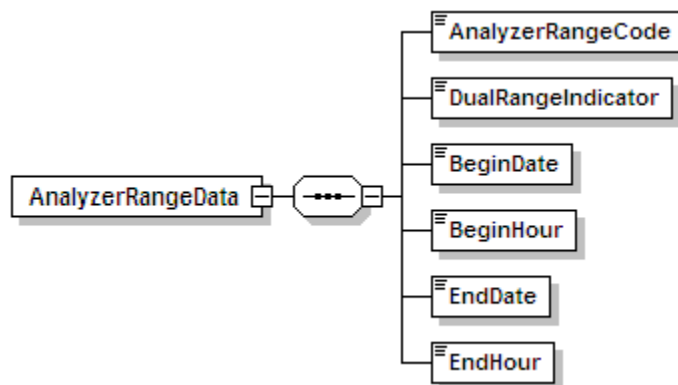 AnalyzerRangeCode
DualRangeIndicator
BeginDate
AnalyzerRangeData
BeginHour
EndDate
EndHour